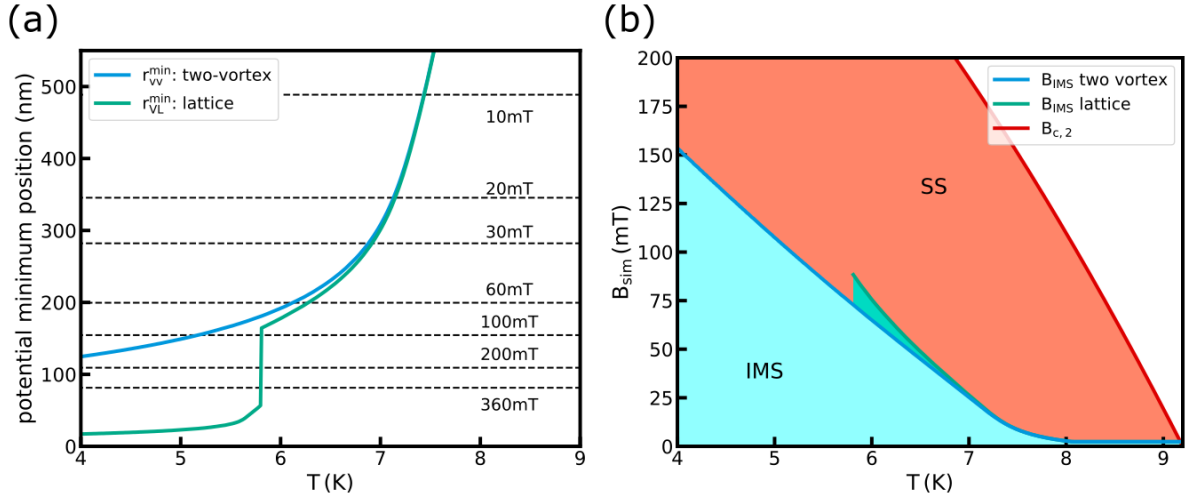 (a)
(b)
potential minimum position (nm)
500
400
300
200
100
0
r_vv^min: two-vortex
r_VL^min: lattice
10mT
20mT
30mT
60mT
100mT
200mT
360mT
4 5 6 7 8 9
T (K)
B_sim (mT)
200
175
150
125
100
75
50
25
0
B_IMS two vortex
B_IMS lattice
B_c, 2
SS
IMS
4 5 6 7 8 9
T (K)